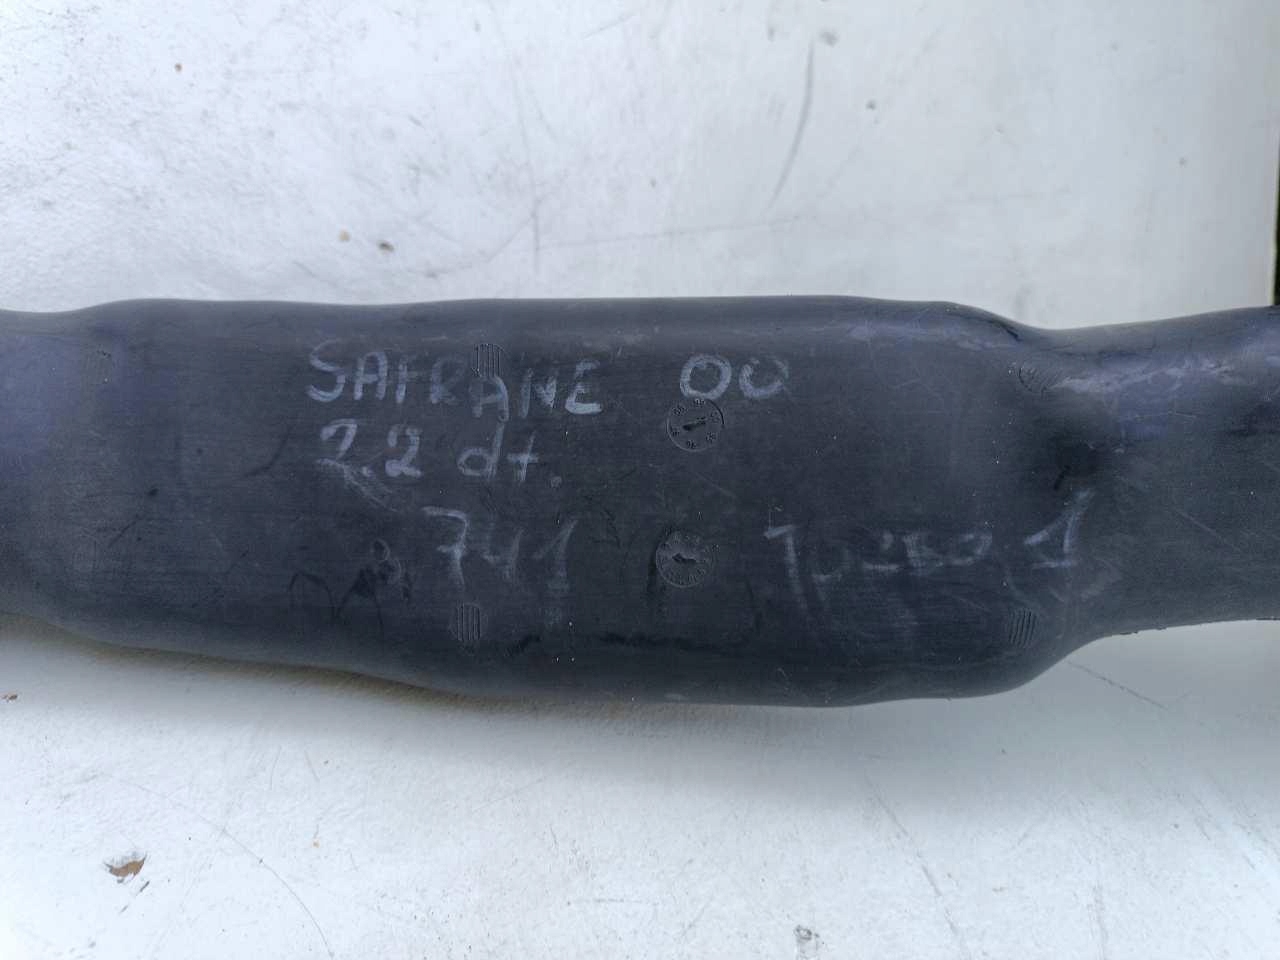 SAFRANE 00
2.2 dt.
741